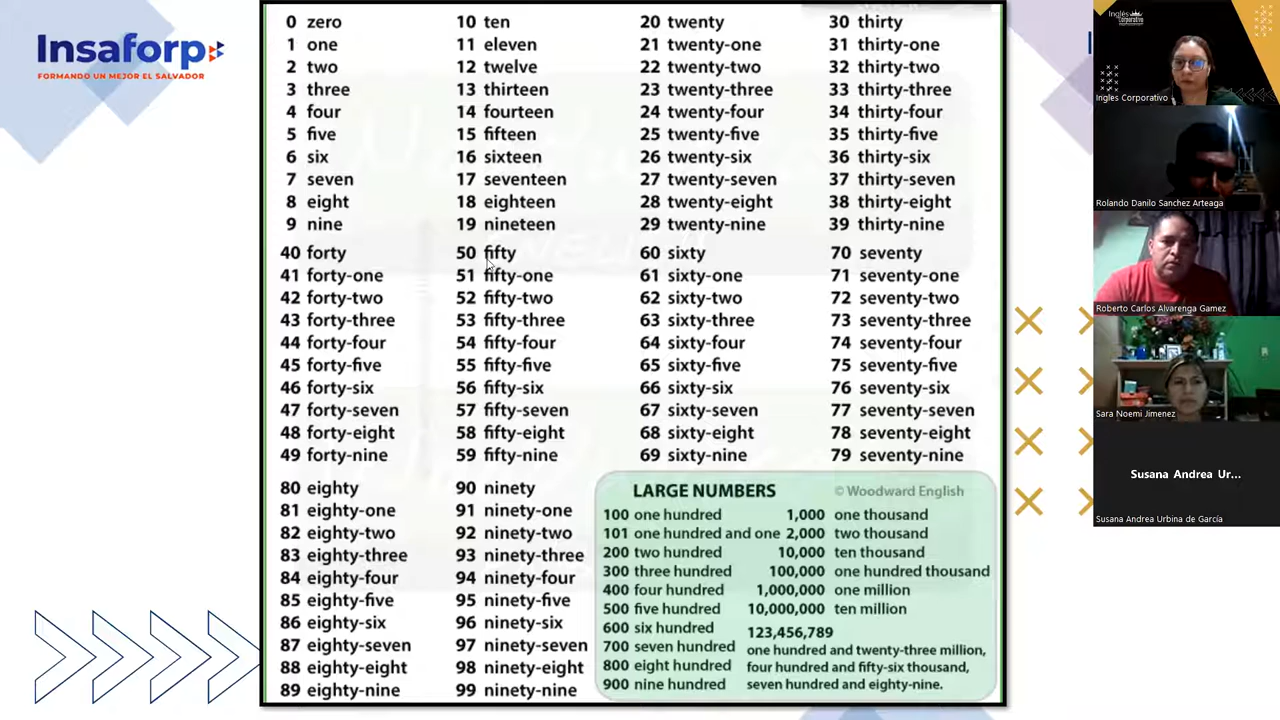 Insaforp
FORMANDO UN MEJOR EL SALVADOR
0 zero
1 one
2 two
3 three
4 four
5 five
6 six
7 seven
8 eight
9 nine
10 ten
11 eleven
12 twelve
13 thirteen
14 fourteen
15 fifteen
16 sixteen
17 seventeen
18 eighteen
19 nineteen
20 twenty
21 twenty-one
22 twenty-two
23 twenty-three
24 twenty-four
25 twenty-five
26 twenty-six
27 twenty-seven
28 twenty-eight
29 twenty-nine
30 thirty
31 thirty-one
32 thirty-two
33 thirty-three
34 thirty-four
35 thirty-five
36 thirty-six
37 thirty-seven
38 thirty-eight
39 thirty-nine
40 forty
41 forty-one
42 forty-two
43 forty-three
44 forty-four
45 forty-five
46 forty-six
47 forty-seven
48 forty-eight
49 forty-nine
50 fifty
51 fifty-one
52 fifty-two
53 fifty-three
54 fifty-four
55 fifty-five
56 fifty-six
57 fifty-seven
58 fifty-eight
59 fifty-nine
60 sixty
61 sixty-one
62 sixty-two
63 sixty-three
64 sixty-four
65 sixty-five
66 sixty-six
67 sixty-seven
68 sixty-eight
69 sixty-nine
70 seventy
71 seventy-one
72 seventy-two
73 seventy-three
74 seventy-four
75 seventy-five
76 seventy-six
77 seventy-seven
78 seventy-eight
79 seventy-nine
80 eighty
81 eighty-one
82 eighty-two
83 eighty-three
84 eighty-four
85 eighty-five
86 eighty-six
87 eighty-seven
88 eighty-eight
89 eighty-nine
90 ninety
91 ninety-one
92 ninety-two
93 ninety-three
94 ninety-four
95 ninety-five
96 ninety-six
97 ninety-seven
98 ninety-eight
99 ninety-nine
LARGE NUMBERS
© Woodward English
100 one hundred
101 one hundred and one
200 two hundred
300 three hundred
400 four hundred
500 five hundred
600 six hundred
700 seven hundred
800 eight hundred
900 nine hundred
1,000 one thousand
2,000 two thousand
10,000 ten thousand
100,000 one hundred thousand
1,000,000 one million
10,000,000 ten million
123,456,789
one hundred and twenty-three million,
four hundred and fifty-six thousand,
seven hundred and eighty-nine.
Inglés
Corporativo
Ingles Corporativo
Rolando Danilo Sanchez Arteaga
Roberto Carlos Alvarenga Gamez
Sara Noemi Jimenez
Susana Andrea Ur...
Susana Andrea Urbina de García